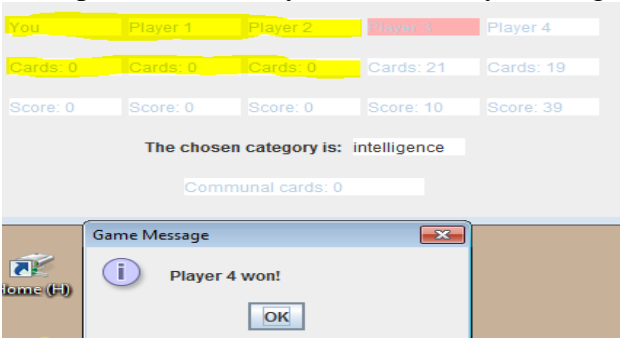 You Player 1 Player 2 Player 3 Player 4
Cards: 0 Cards: 0 Cards: 0 Cards: 21 Cards: 19
Score: 0 Score: 0 Score: 0 Score: 10 Score: 39
The chosen category is: intelligence
Communal cards: 0
Game Message
Player 4 won!
OK
Home (H)